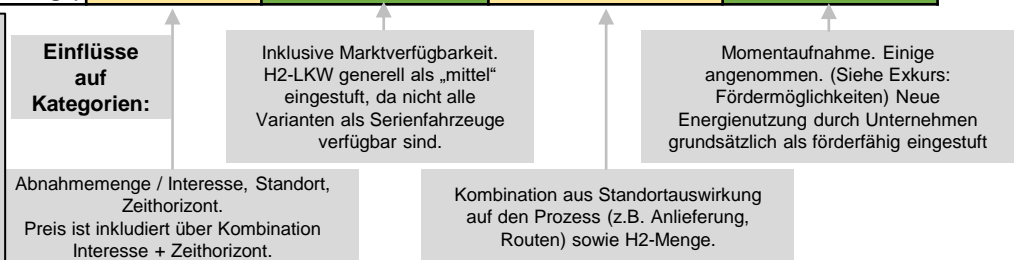 Einflüsse
auf
Kategorien:
Inklusive Marktverfügbarkeit.
H2-LKW generell als „mittel“
eingestuft, da nicht alle
Varianten als Serienfahrzeuge
verfügbar sind.
Momentaufnahme. Einige
angenommen. (Siehe Exkurs:
Fördermöglichkeiten) Neue
Energienutzung durch Unternehmen
grundsätzlich als förderfähig eingestuft
Abnahmemenge / Interesse, Standort,
Zeithorizont.
Preis ist inkludiert über Kombination
Interesse + Zeithorizont.
Kombination aus Standortauswirkung
auf den Prozess (z.B. Anlieferung,
Routen) sowie H2-Menge.